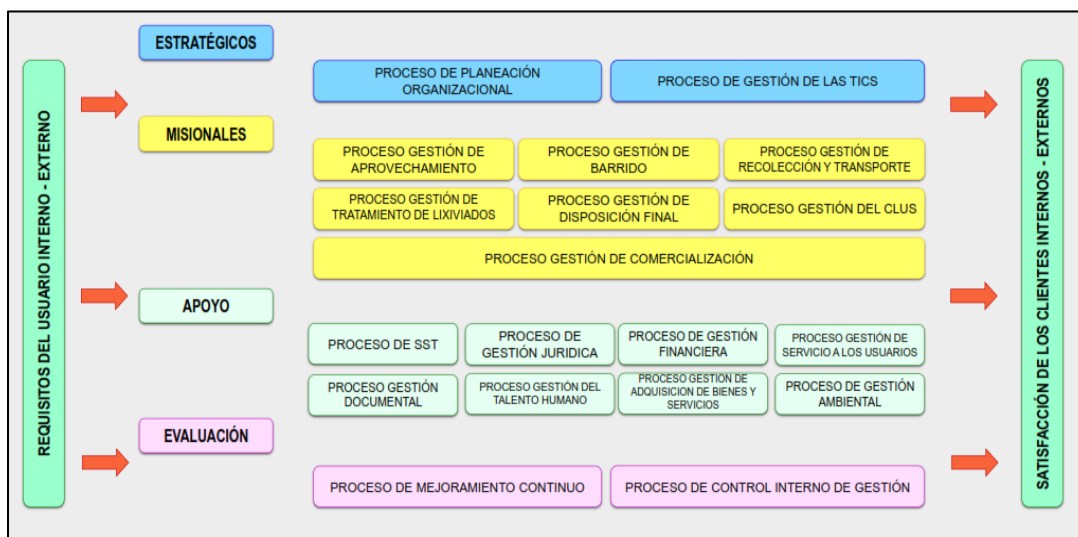 REQUISITOS DEL USUARIO INTERNO - EXTERNO
ESTRATÉGICOS
PROCESO DE PLANEACIÓN
ORGANIZACIONAL
PROCESO DE GESTIÓN DE LAS TICS
MISIONALES
PROCESO GESTIÓN DE
APROVECHAMIENTO
PROCESO GESTIÓN DE
BARRIDO
PROCESO GESTIÓN DE
RECOLECCIÓN Y TRANSPORTE
PROCESO GESTIÓN DE
TRATAMIENTO DE LIXIVIADOS
PROCESO GESTIÓN DE
DISPOSICIÓN FINAL
PROCESO GESTIÓN DEL CLUS
PROCESO GESTIÓN DE COMERCIALIZACIÓN
APOYO
PROCESO DE SST
PROCESO DE
GESTIÓN JURIDICA
PROCESO DE GESTIÓN
FINANCIERA
PROCESO GESTIÓN DE
SERVICIO A LOS USUARIOS
PROCESO GESTIÓN
DOCUMENTAL
PROCESO GESTIÓN DEL
TALENTO HUMANO
PROCESO GESTION DE
ADQUISICION DE BIENES Y
SERVICIOS
PROCESO DE GESTIÓN
AMBIENTAL
EVALUACIÓN
PROCESO DE MEJORAMIENTO CONTINUO
PROCESO DE CONTROL INTERNO DE GESTIÓN
SATISFACCIÓN DE LOS CLIENTES INTERNOS - EXTERNOS